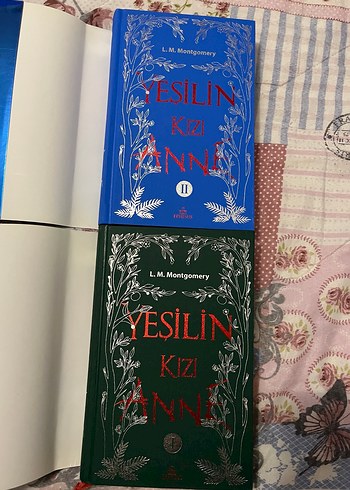 L. M. Montgomery
YEŞİLİN
KIZI
ANNE
II
L. M. Montgomery
YEŞİLİN
KIZI
ANNE
I